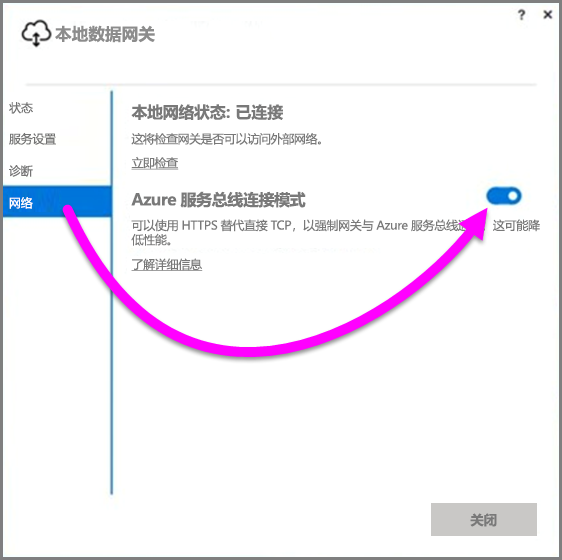 ? ×
本地数据网关
状态
服务设置
诊断
网络
本地网络状态: 已连接
这将检查网关是否可以访问外部网络。
立即检查
Azure 服务总线连接模式
可以使用 HTTPS 替代直接 TCP，以强制网关与 Azure 服务总线 这可能降
低性能。
了解详细信息
关闭